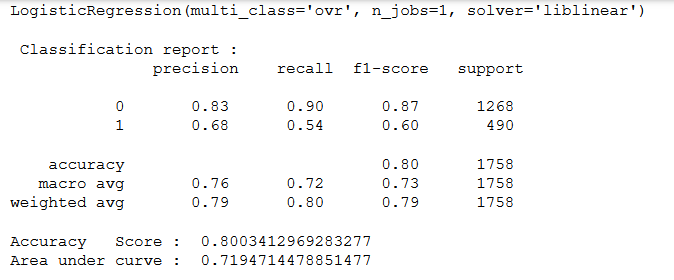 LogisticRegression(multi_class='ovr', n_jobs=1, solver='liblinear')
Classification report :
precision recall f1-score support
0 0.83 0.90 0.87 1268
1 0.68 0.54 0.60 490
accuracy 0.80 1758
macro avg 0.76 0.72 0.73 1758
weighted avg 0.79 0.80 0.79 1758
Accuracy Score : 0.8003412969283277
Area under curve : 0.7194714478851477